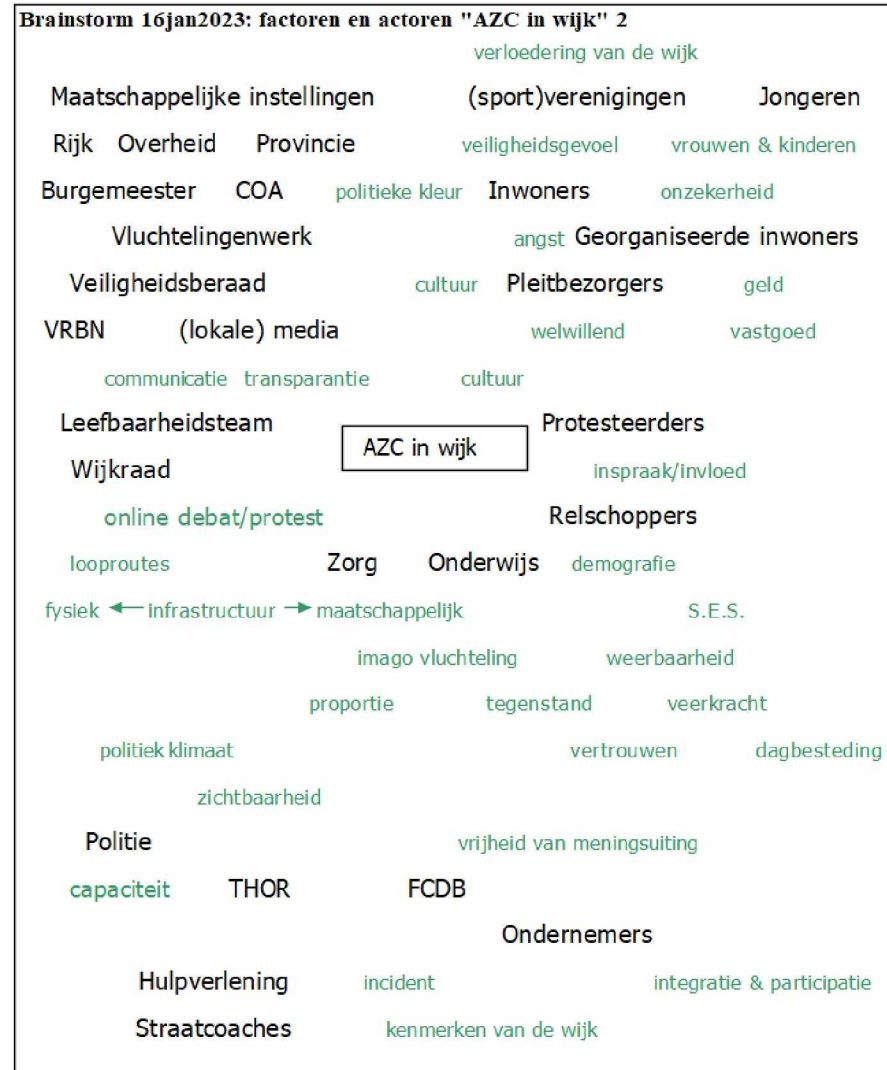 Brainstorm 16jan2023: factoren en actoren "AZC in wijk" 2
verloedering van de wijk
Maatschappelijke instellingen (sport)verenigingen Jongeren
Rijk Overheid Provincie veiligheidsgevoel vrouwen & kinderen
Burgemeester COA politieke kleur Inwoners onzekerheid
Vluchtelingenwerk angst Georganiseerde inwoners
Veiligheidsberaad cultuur Pleitbezorgers geld
VRBN (lokale) media welwillend vastgoed
communicatie transparantie cultuur
Leefbaarheidsteam Protesteerders
AZC in wijk
Wijkraad inspraak/invloed
online debat/protest Relschoppers
looproutes Zorg Onderwijs demografie
fysiek ← infrastructuur → maatschappelijk S.E.S.
imago vluchteling weerbaarheid
proportie tegenstand veerkracht
politiek klimaat vertrouwen dagbesteding
zichtbaarheid
Politie vrijheid van meningsuiting
capaciteit THOR FCDB
Ondernemers
Hulpverlening incident integratie & participatie
Straatcoaches kenmerken van de wijk